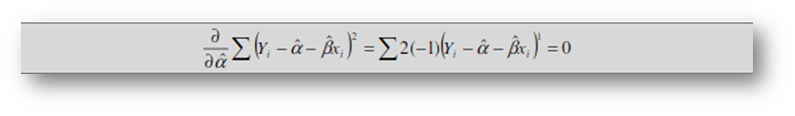 ∂/∂α̂ ∑(Yᵢ − α̂ − β̂xᵢ)² = ∑2(−1)(Yᵢ − α̂ − β̂xᵢ)¹ = 0